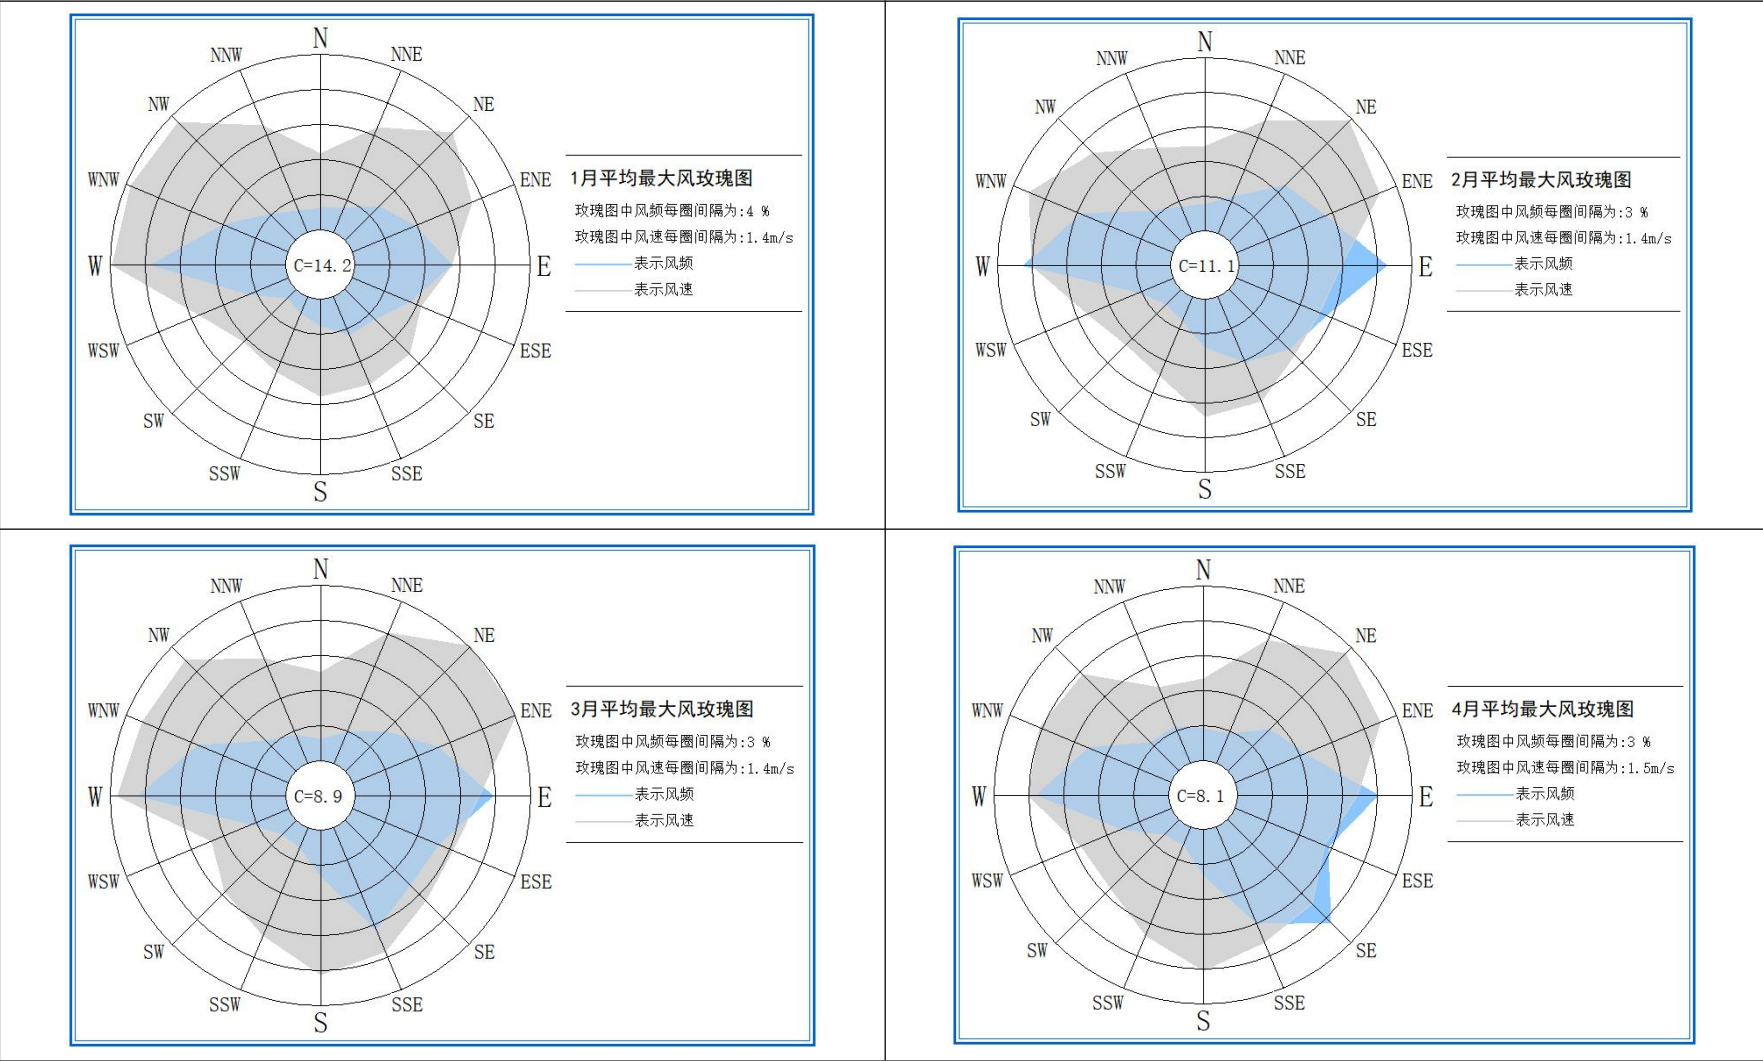 N
NNW
NNE
NW
NE
WNW
ENE
W
C=14.2
E
WSW
ESE
SW
SE
SSW
SSE
S
1月平均最大风玫瑰图
玫瑰图中风频每圈间隔为:4 %
玫瑰图中风速每圈间隔为:1.4m/s
表示风频
表示风速
N
NNW
NNE
NW
NE
WNW
ENE
W
C=11.1
E
WSW
ESE
SW
SE
SSW
SSE
S
2月平均最大风玫瑰图
玫瑰图中风频每圈间隔为:3 %
玫瑰图中风速每圈间隔为:1.4m/s
表示风频
表示风速
N
NNW
NNE
NW
NE
WNW
ENE
W
C=8.9
E
WSW
ESE
SW
SE
SSW
SSE
S
3月平均最大风玫瑰图
玫瑰图中风频每圈间隔为:3 %
玫瑰图中风速每圈间隔为:1.4m/s
表示风频
表示风速
N
NNW
NNE
NW
NE
WNW
ENE
W
C=8.1
E
WSW
ESE
SW
SE
SSW
SSE
S
4月平均最大风玫瑰图
玫瑰图中风频每圈间隔为:3 %
玫瑰图中风速每圈间隔为:1.5m/s
表示风频
表示风速